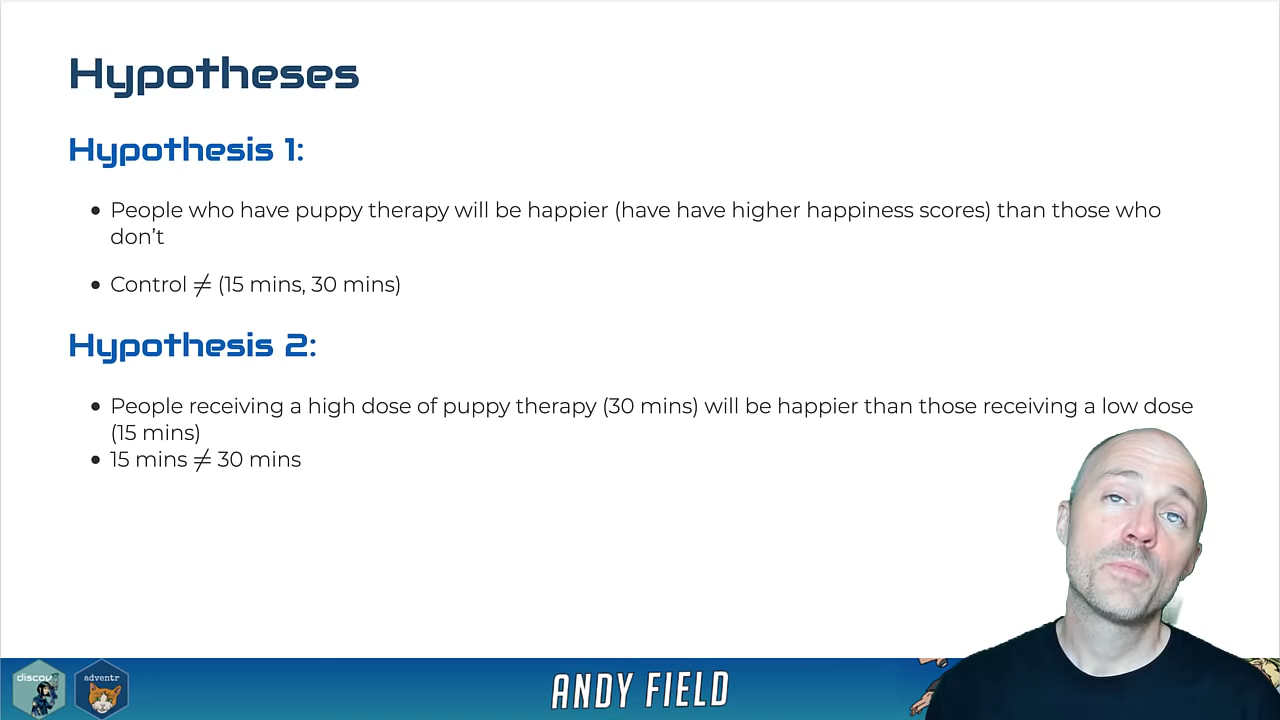 Hypotheses
Hypothesis 1:
• People who have puppy therapy will be happier (have have higher happiness scores) than those who
don't
• Control ≠ (15 mins, 30 mins)
Hypothesis 2:
• People receiving a high dose of puppy therapy (30 mins) will be happier than those receiving a low dose
(15 mins)
• 15 mins ≠ 30 mins
discov
adventr
ANDY FIELD